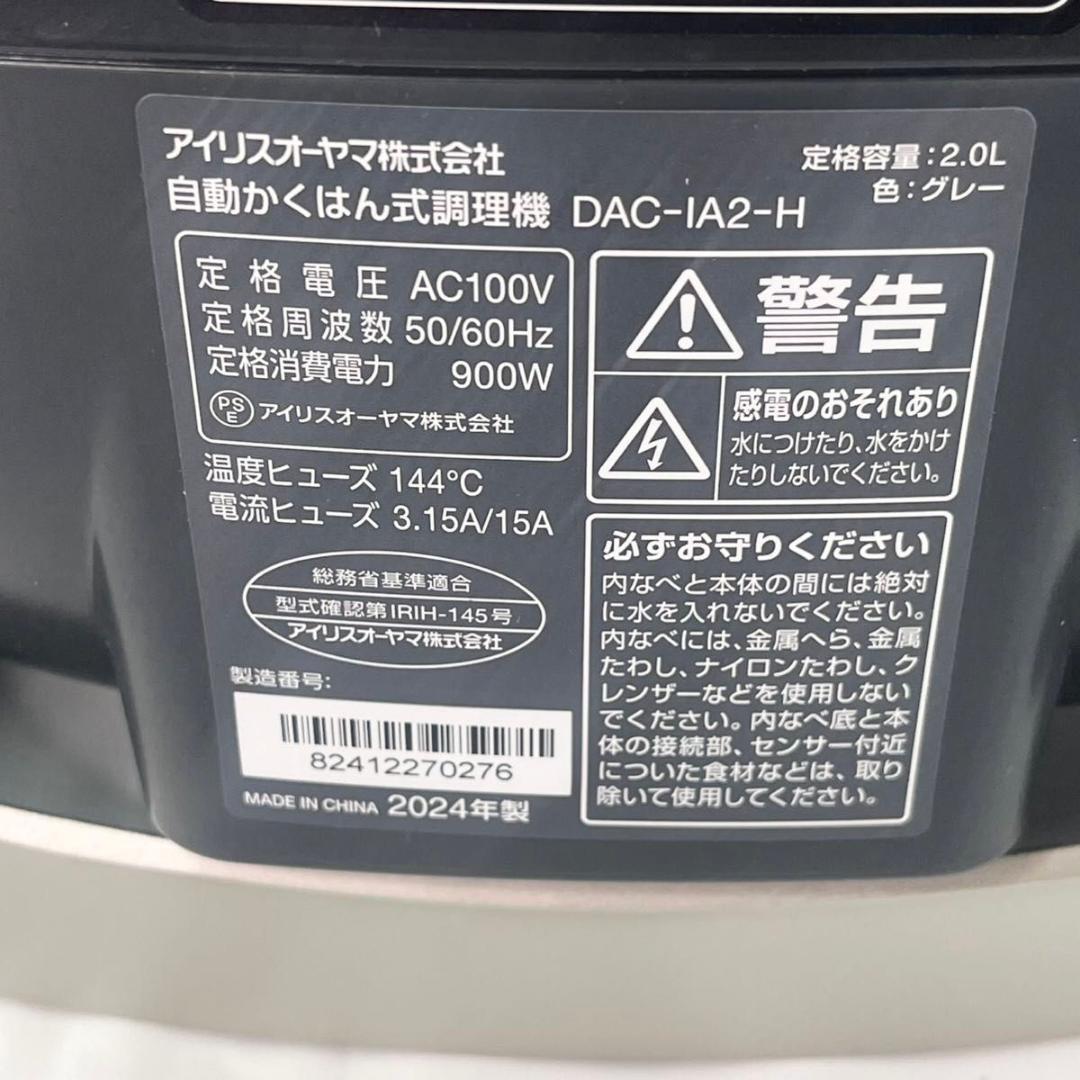 アイリスオーヤマ株式会社
自動かくはん式調理機 DAC-IA2-H
定格容量:2.0L
色:グレー
定格電圧 AC100V
定格周波数 50/60Hz
定格消費電力 900W
PS
E
アイリスオーヤマ株式会社
温度ヒューズ 144℃
電流ヒューズ 3.15A/15A
総務省基準適合
型式確認第IRIH-145号
アイリスオーヤマ株式会社
製造番号:
82412270276
MADE IN CHINA 2024年製
警告
感電のおそれあり
水につけたり、水をかけ
たりしないでください。
必ずお守りください
内なべと本体の間には絶対
に水を入れないでください。
内なべには、金属へら、金属
たわし、ナイロンたわし、ク
レンザーなどを使用しない
でください。内なべ底と本
体の接続部、センサー付近
についた食材などは、取り
除いて使用してください。